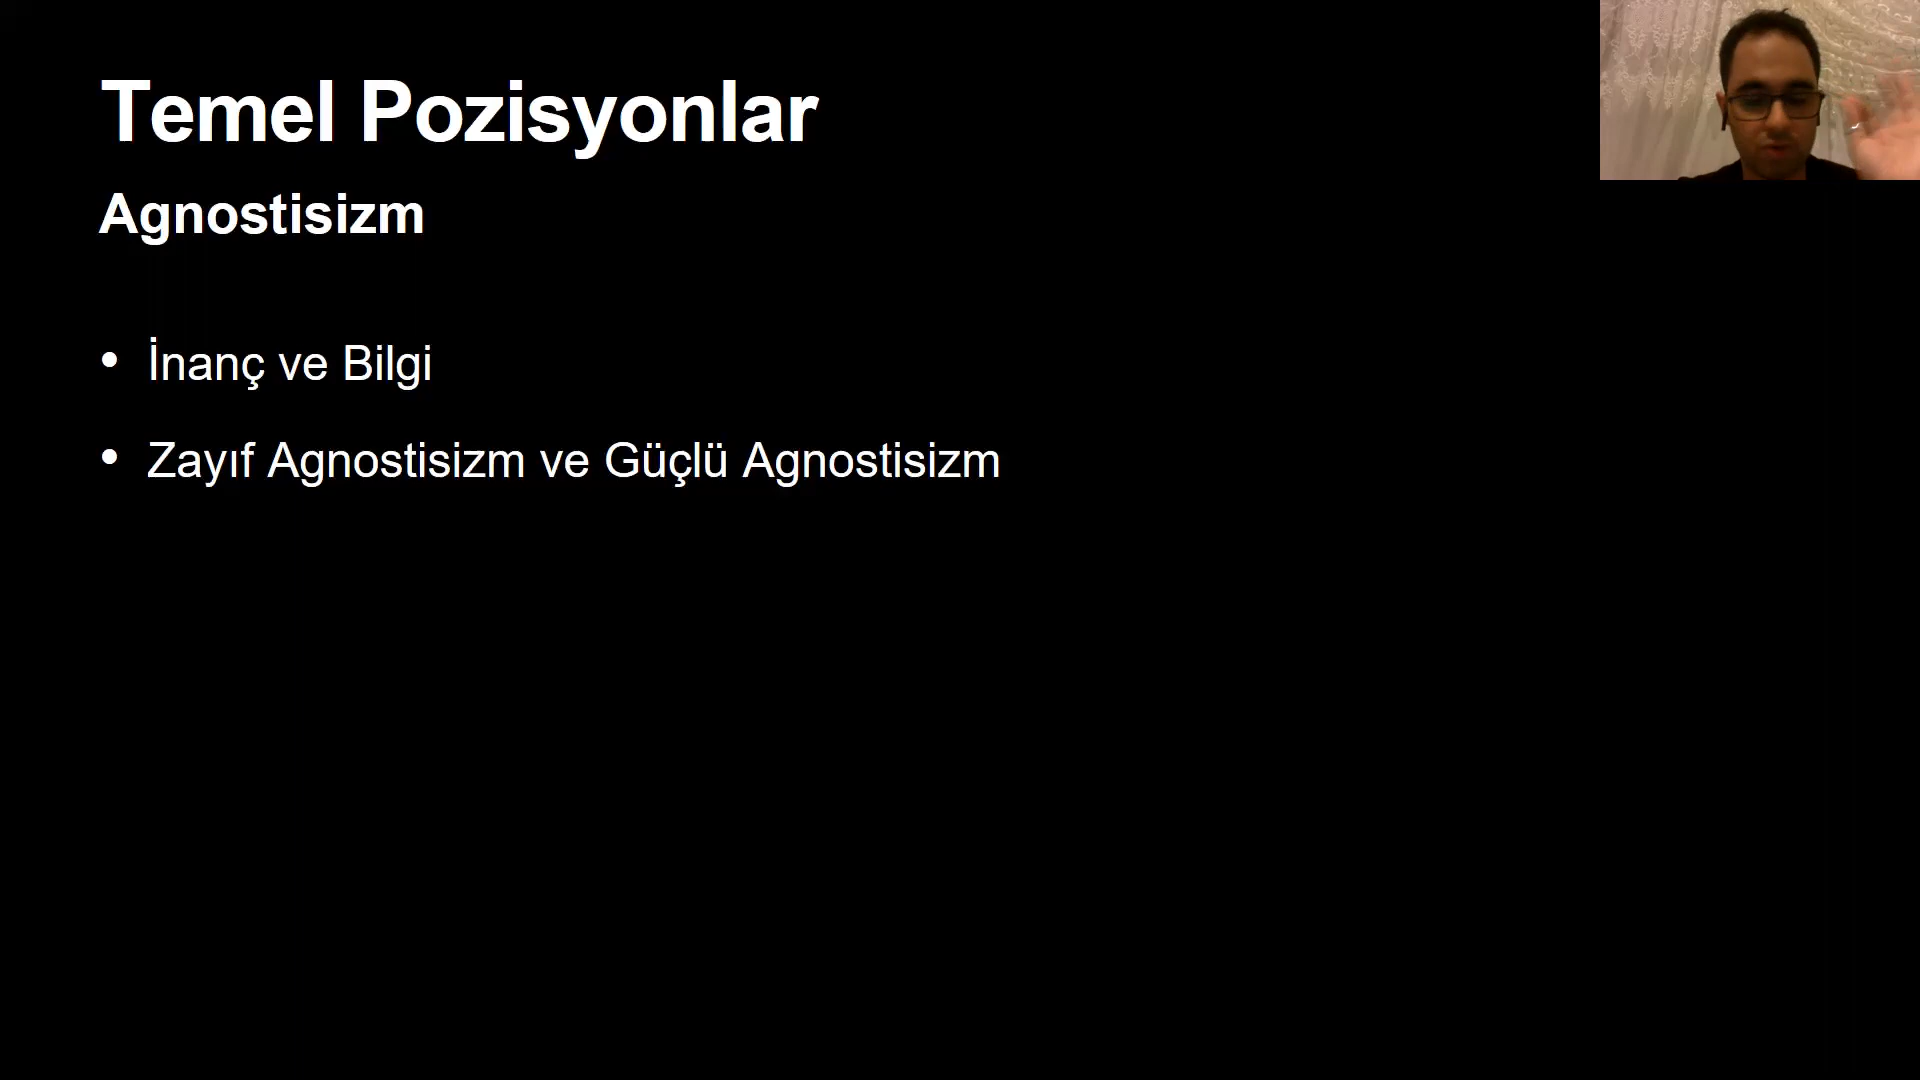 Temel Pozisyonlar
Agnostisizm
• İnanç ve Bilgi
• Zayıf Agnostisizm ve Güçlü Agnostisizm